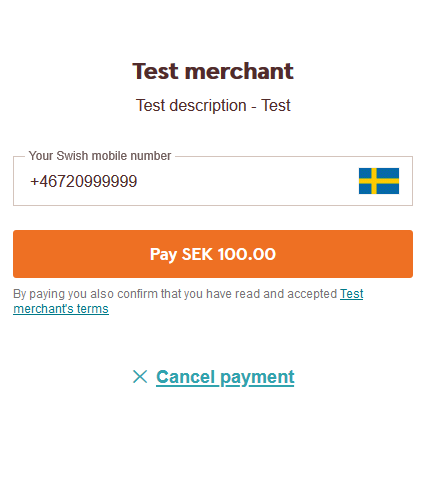 Test merchant
Test description - Test
Your Swish mobile number
+46720999999
Pay SEK 100.00
By paying you also confirm that you have read and accepted Test
merchant's terms
Cancel payment